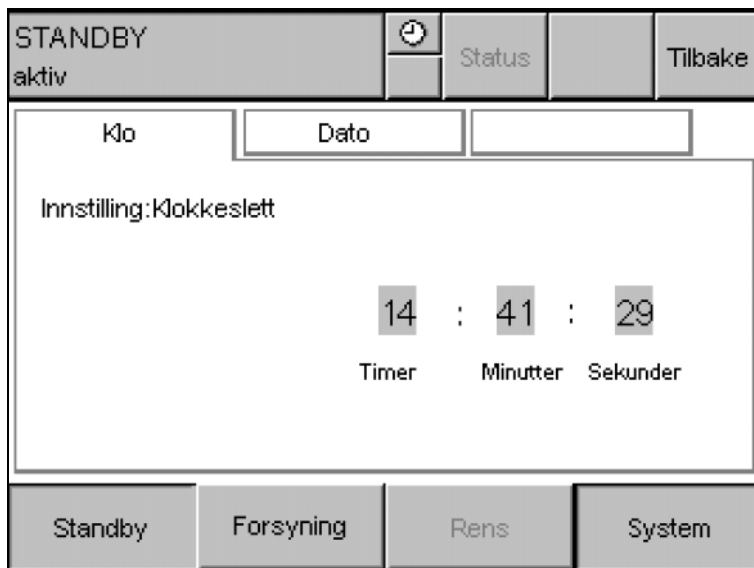 STANDBY
aktiv
Status
Tilbake
Klo
Dato
Innstilling:Klokkeslett
14 : 41 : 29
Timer Minutter Sekunder
Standby Forsyning Rens System